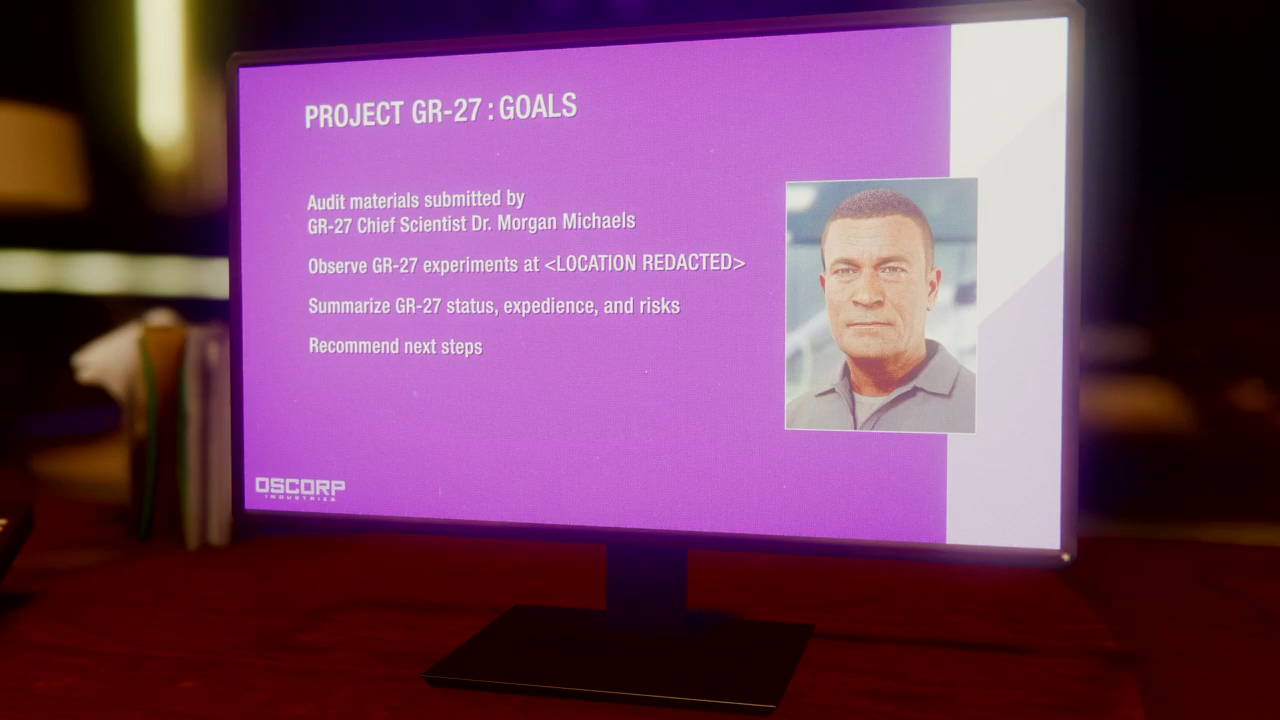 PROJECT GR-27 : GOALS
Audit materials submitted by
GR-27 Chief Scientist Dr. Morgan Michaels
Observe GR-27 experiments at <LOCATION REDACTED>
Summarize GR-27 status, expedience, and risks
Recommend next steps
OSCORP
INDUSTRIES